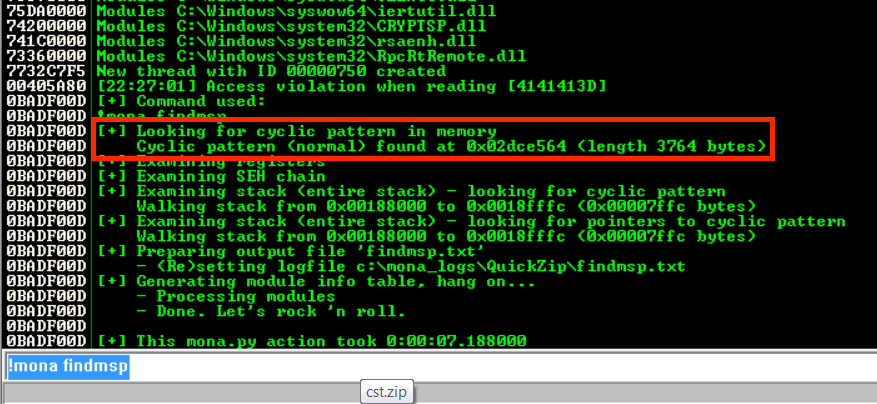 75DA0000 Modules C:\Windows\syswow64\iertutil.dll
74200000 Modules C:\Windows\system32\CRYPTSP.dll
741C0000 Modules C:\Windows\system32\rsaenh.dll
73360000 Modules C:\Windows\system32\RpcRtRemote.dll
7732C7F5 New thread with ID 00000750 created
00405A80 [22:27:01] Access violation when reading [4141413D]
0BADF00D [+] Command used:
0BADF00D !mona findmsp
0BADF00D [+] Looking for cyclic pattern in memory
0BADF00D Cyclic pattern (normal) found at 0x02dce564 (length 3764 bytes)
0BADF00D [+] Examining registers
0BADF00D [+] Examining SEH chain
0BADF00D [+] Examining stack (entire stack) - looking for cyclic pattern
0BADF00D Walking stack from 0x00188000 to 0x0018fffc (0x00007ffc bytes)
0BADF00D [+] Examining stack (entire stack) - looking for pointers to cyclic pattern
0BADF00D Walking stack from 0x00188000 to 0x0018fffc (0x00007ffc bytes)
0BADF00D [+] Preparing output file 'findmsp.txt'
0BADF00D - (Re)setting logfile c:\mona_logs\QuickZip\findmsp.txt
0BADF00D [+] Generating module info table, hang on...
0BADF00D - Processing modules
0BADF00D - Done. Let's rock 'n roll.
0BADF00D
0BADF00D [+] This mona.py action took 0:00:07.188000
!mona findmsp
cst.zip